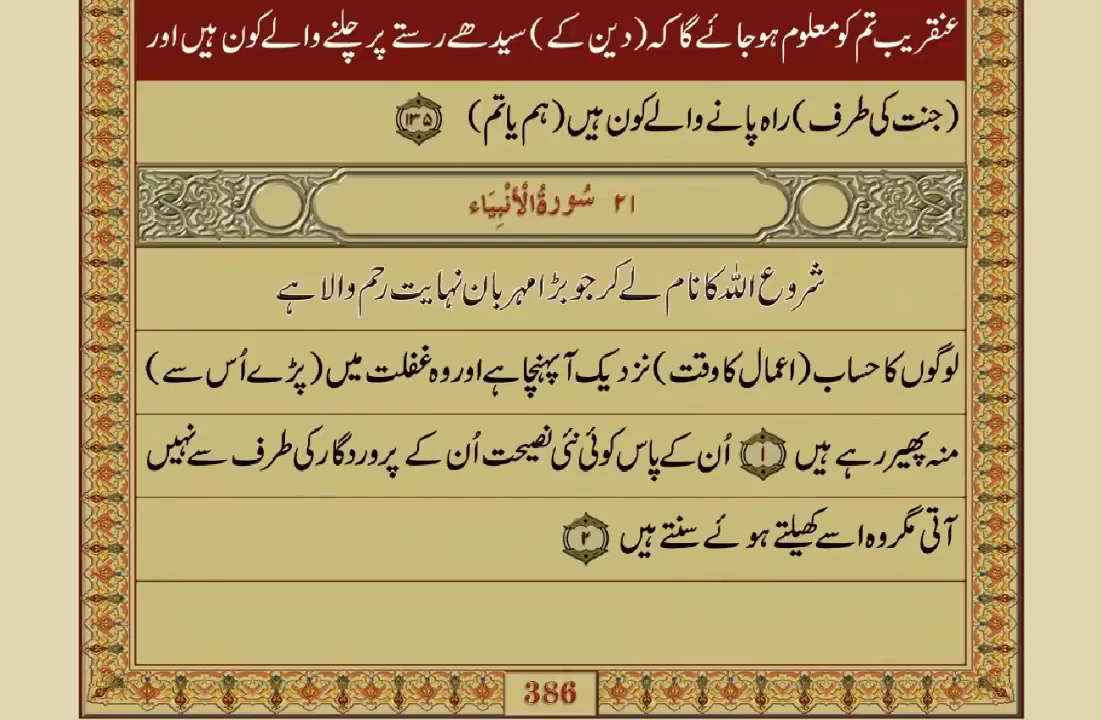 عنقریب تم کو معلوم ہو جائے گا کہ (دین کے) سیدھے رستے پر چلنے والے کون ہیں اور
(جنت کی طرف) راہ پانے والے کون ہیں (ہم یا تم) ۱۳۵
۲۱ سُورۃُالْاَنْبِیَاء
شروع اللہ کا نام لے کر جو بڑا مہربان نہایت رحم والا ہے
لوگوں کا حساب (اعمال کا وقت) نزدیک آ پہنچا ہے اور وہ غفلت میں (پڑے اُس سے)
منہ پھیر رہے ہیں ۱ اُن کے پاس کوئی نئی نصیحت اُن کے پروردگار کی طرف سے نہیں
آتی مگر وہ اسے کھیلتے ہوئے سنتے ہیں ۲
386